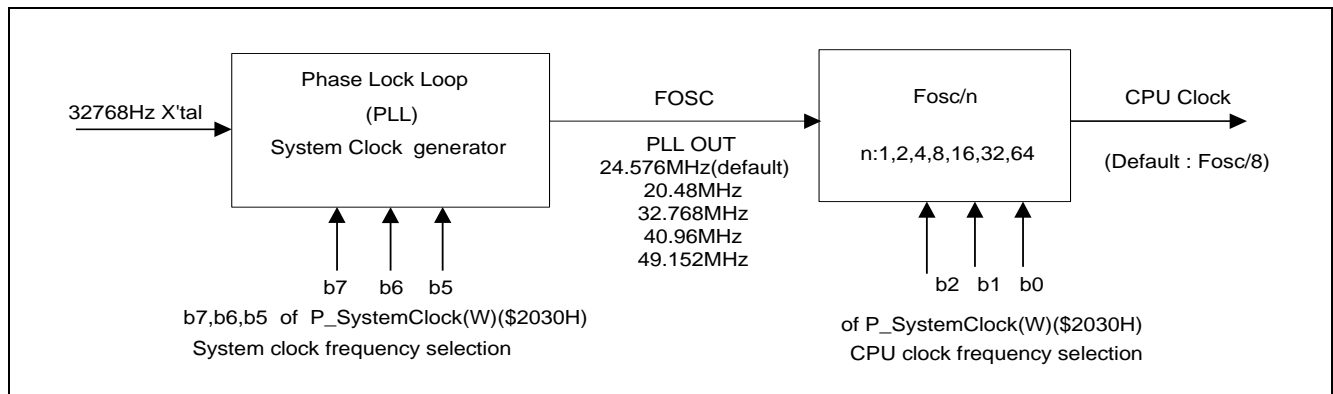 32768Hz X'tal
Phase Lock Loop
(PLL)
System Clock generator
b7 b6 b5
b7,b6,b5 of P_SystemClock(W)($2030H)
System clock frequency selection
FOSC
PLL OUT
24.576MHz(default)
20.48MHz
32.768MHz
40.96MHz
49.152MHz
Fosc/n
n:1,2,4,8,16,32,64
b2 b1 b0
of P_SystemClock(W)($2030H)
CPU clock frequency selection
CPU Clock
(Default : Fosc/8)